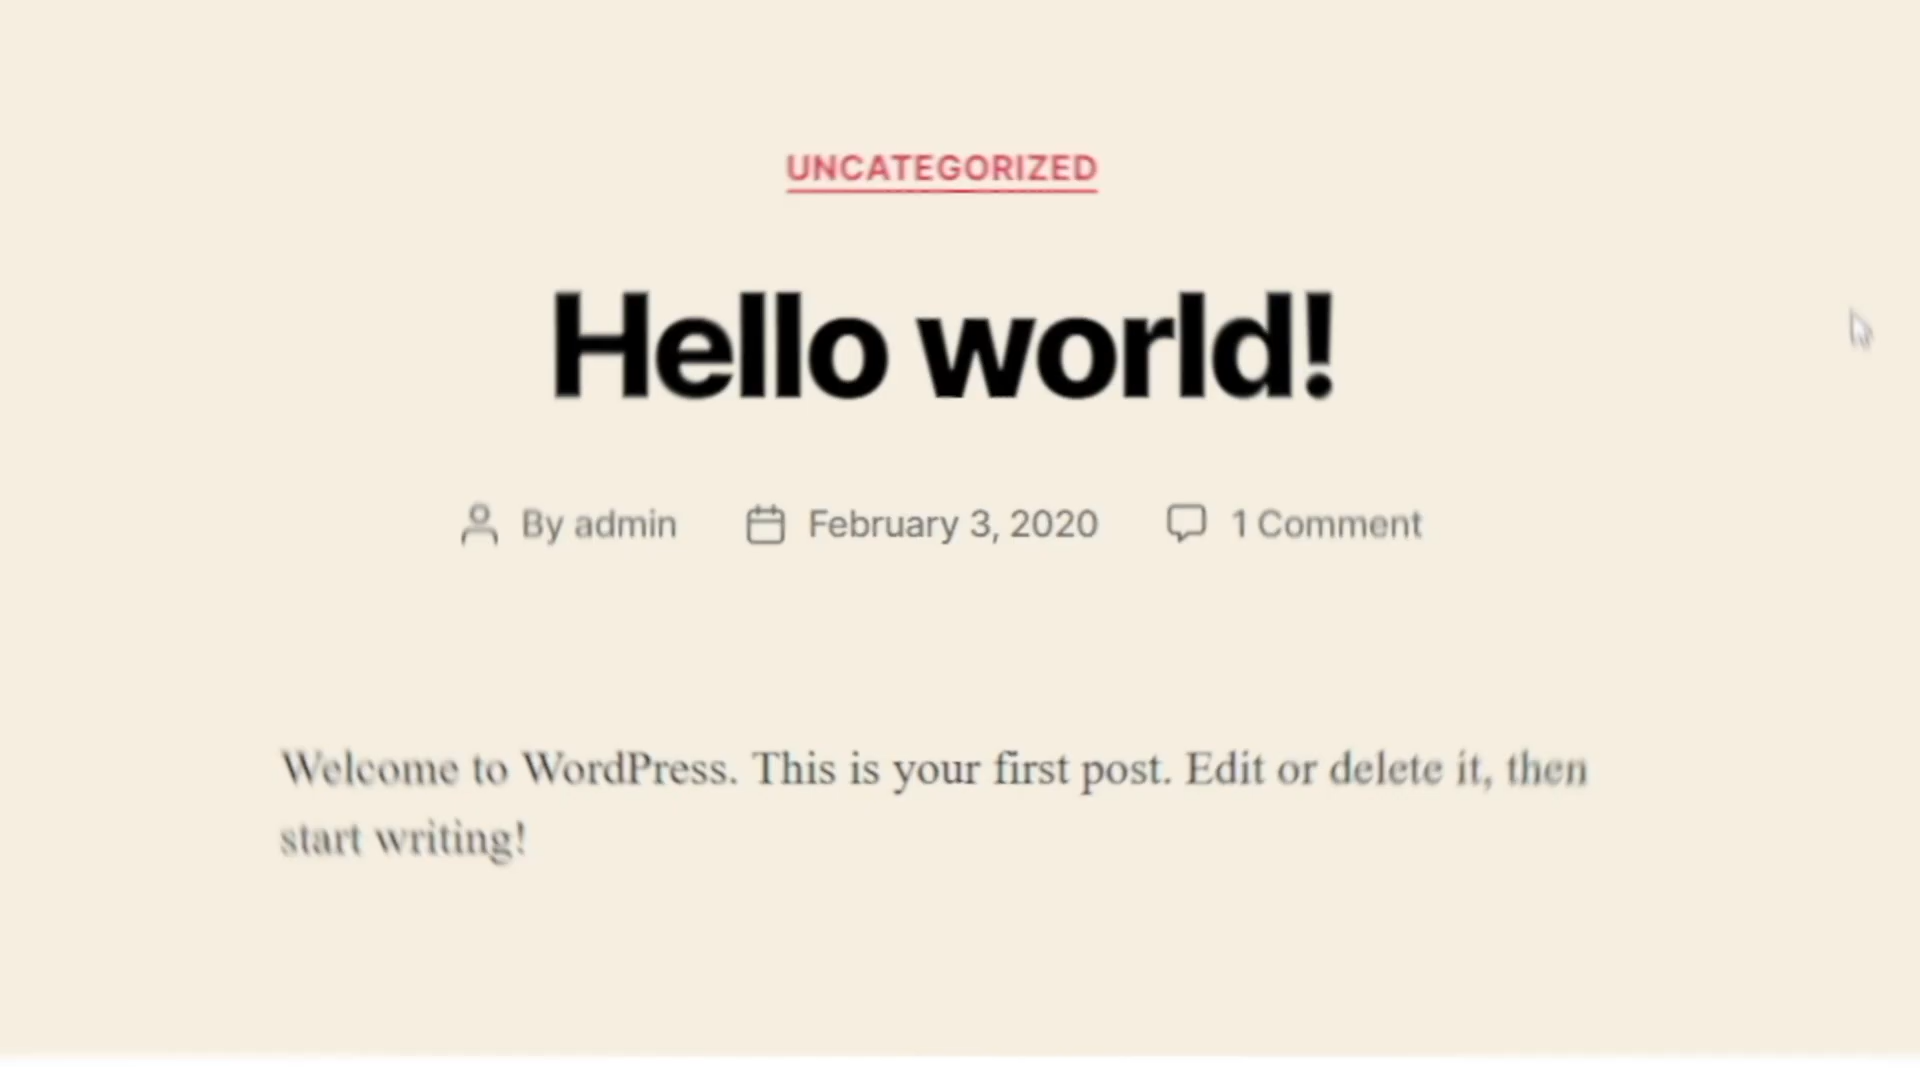 UNCATEGORIZED
Hello world!
By admin February 3, 2020 1 Comment
Welcome to WordPress. This is your first post. Edit or delete it, then
start writing!